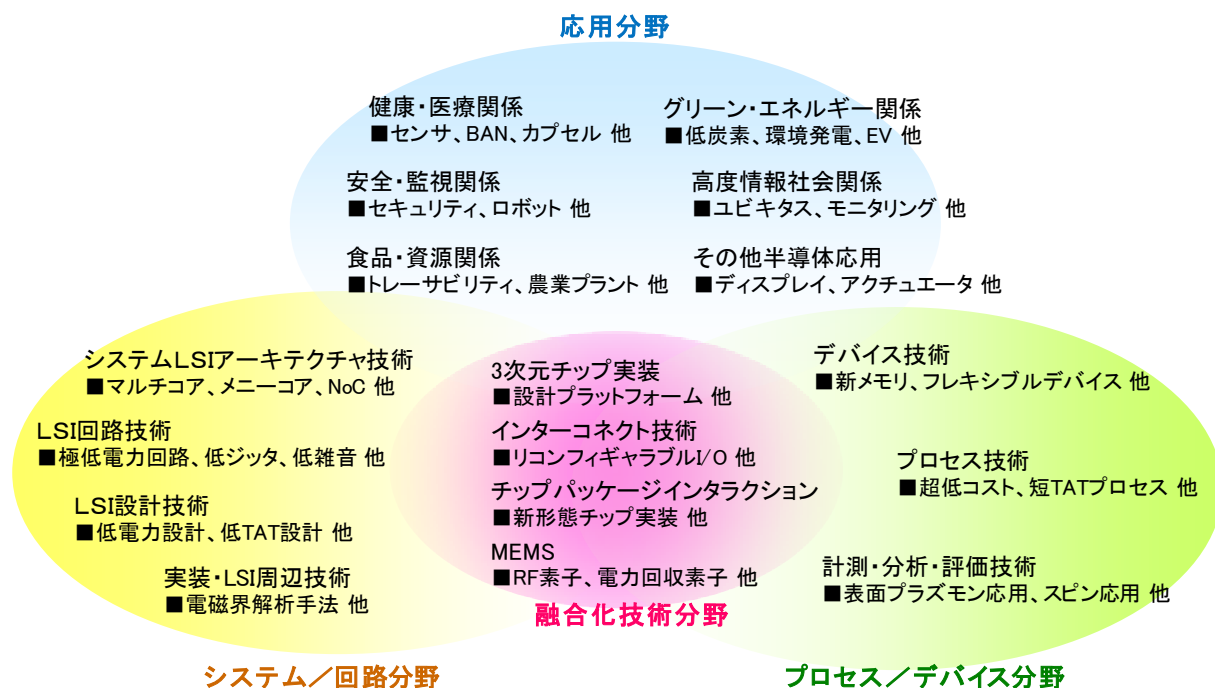 応用分野
健康・医療関係
■センサ、BAN、カプセル 他
グリーン・エネルギー関係
■低炭素、環境発電、EV 他
安全・監視関係
■セキュリティ、ロボット 他
高度情報社会関係
■ユビキタス、モニタリング 他
食品・資源関係
■トレーサビリティ、農業プラント 他
その他半導体応用
■ディスプレイ、アクチュエータ 他
システムLSIアーキテクチャ技術
■マルチコア、メニーコア、NoC 他
LSI回路技術
■極低電力回路、低ジッタ、低雑音 他
LSI設計技術
■低電力設計、低TAT設計 他
実装・LSI周辺技術
■電磁界解析手法 他
システム／回路分野
3次元チップ実装
■設計プラットフォーム 他
インターコネクト技術
■リコンフィギャラブルI/O 他
チップパッケージインタラクション
■新形態チップ実装 他
MEMS
■RF素子、電力回収素子 他
融合化技術分野
デバイス技術
■新メモリ、フレキシブルデバイス 他
プロセス技術
■超低コスト、短TATプロセス 他
計測・分析・評価技術
■表面プラズモン応用、スピン応用 他
プロセス／デバイス分野